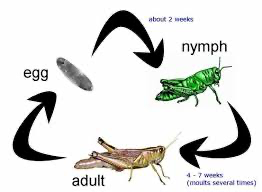 about 2 weeks
nymph
egg
4 - 7 weeks
(moults several times)
adult